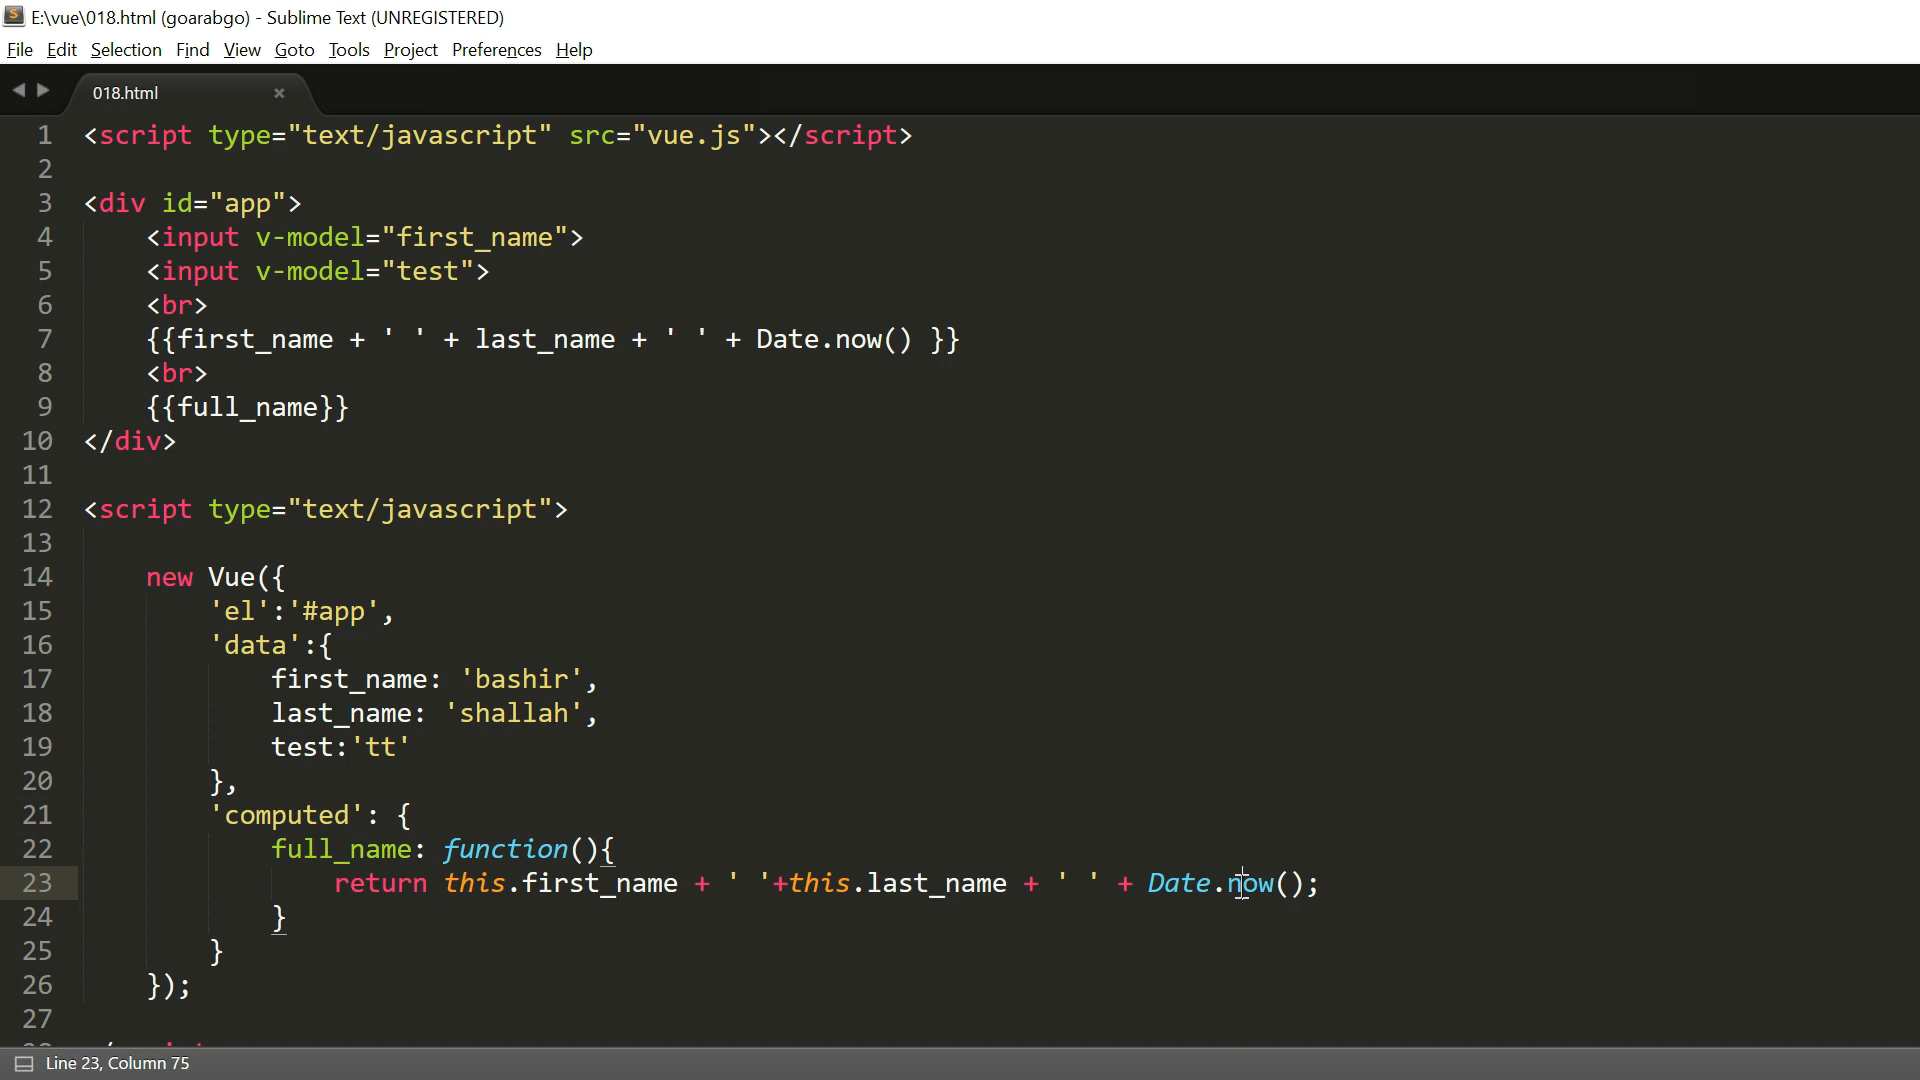 E:\vue\018.html (goarabgo) - Sublime Text (UNREGISTERED)
File Edit Selection Find View Goto Tools Project Preferences Help
018.html
1 <script type="text/javascript" src="vue.js"></script>
2
3 <div id="app">
4 <input v-model="first_name">
5 <input v-model="test">
6 <br>
7 {{first_name + ' ' + last_name + ' ' + Date.now() }}
8 <br>
9 {{full_name}}
10 </div>
11
12 <script type="text/javascript">
13
14 new Vue({
15 'el':'#app',
16 'data':{
17 first_name: 'bashir',
18 last_name: 'shallah',
19 test:'tt'
20 },
21 'computed': {
22 full_name: function(){
23 return this.first_name + ' '+this.last_name + ' ' + Date.now();
24 }
25 }
26 });
27
Line 23, Column 75